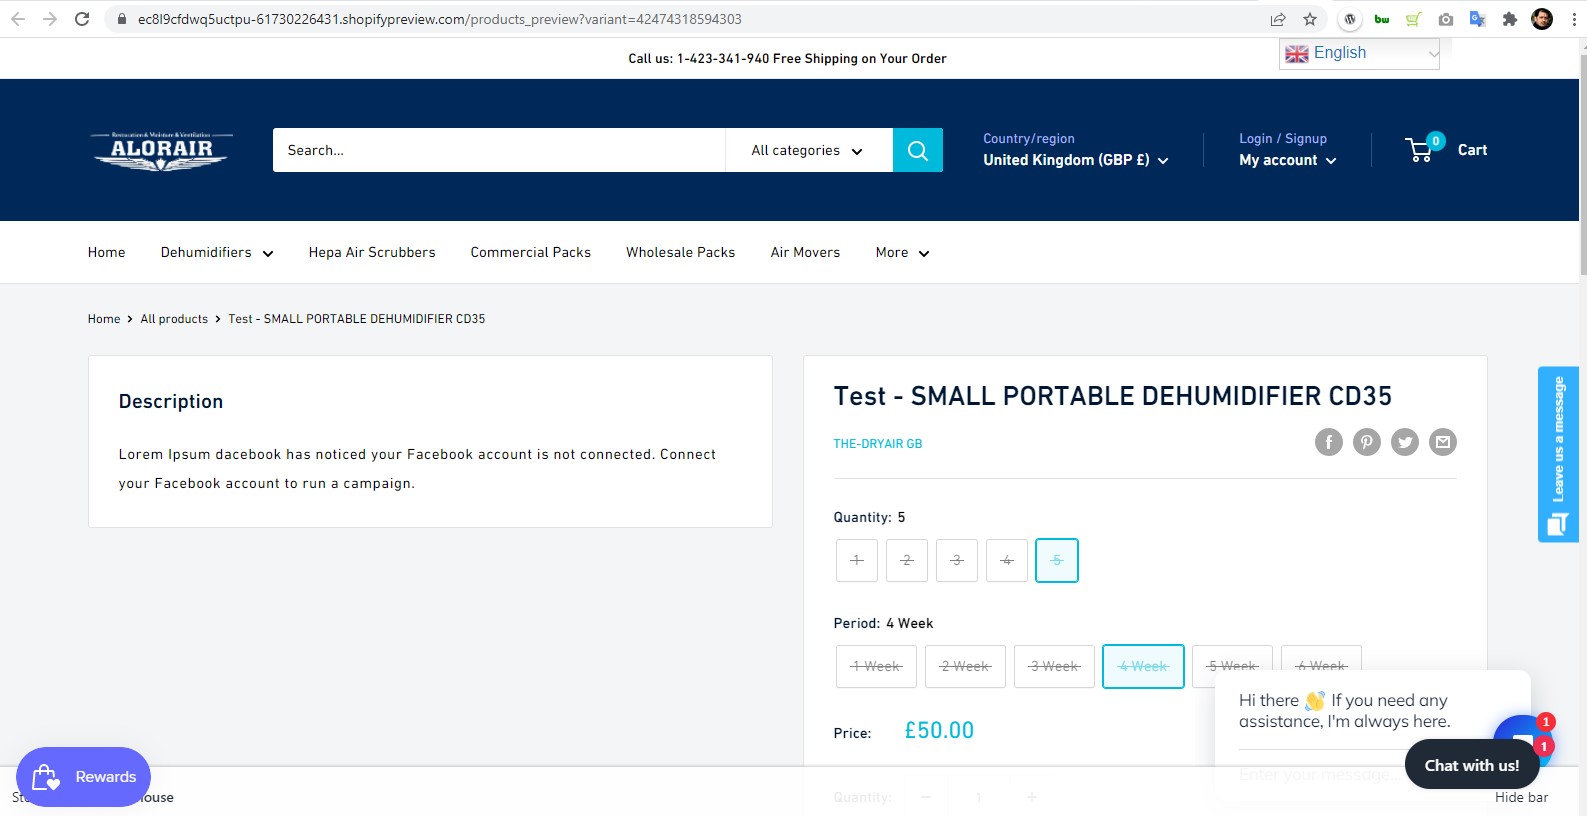 ec8l9cfdwq5uctpu-61730226431.shopifypreview.com/products_preview?variant=42474318594303
Call us: 1-423-341-940 Free Shipping on Your Order
English
Restoration & Moisture & Ventilation
ALORAIR
Search...
All categories
Country/region
United Kingdom (GBP £)
Login / Signup
My account
0
Cart
Home
Dehumidifiers
Hepa Air Scrubbers
Commercial Packs
Wholesale Packs
Air Movers
More
Home > All products > Test - SMALL PORTABLE DEHUMIDIFIER CD35
Description
Lorem Ipsum dacebook has noticed your Facebook account is not connected. Connect
your Facebook account to run a campaign.
Test - SMALL PORTABLE DEHUMIDIFIER CD35
THE-DRYAIR GB
Leave us a message
Quantity: 5
1 2 3 4 5
Period: 4 Week
1 Week 2 Week 3 Week 4 Week 5 Week 6 Week
Price: £50.00
Hi there 👋 If you need any
assistance, I'm always here.
1
1
Chat with us!
Enter your message...
Rewards
Quantity: − 1 +
Hide bar